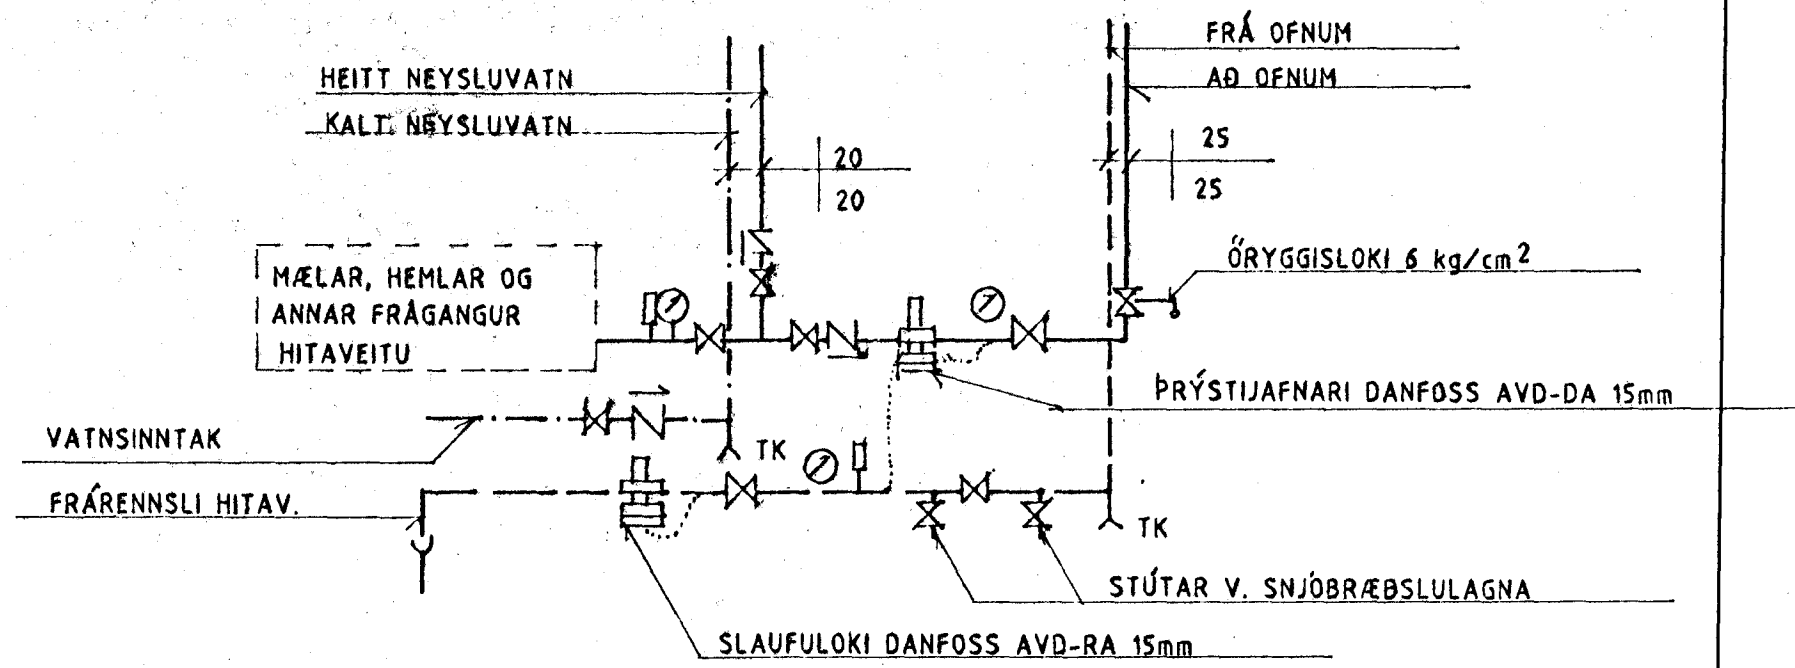 FRÁ OFNUM
HEITT NEYSLUVATN
AÐ OFNUM
KALT NEYSLUVATN
20
20
25
25
MÆLAR, HEMLAR OG
ANNAR FRÁGANGUR
HITAVEITU
ÖRYGGISLOKI 6 kg/cm2
ÞRÝSTIJAFNARI DANFOSS AVD-DA 15mm
VATNSINNTAK
TK
FRÁRENNSLI HITAV.
TK
STÚTAR V. SNJÓBRÆÐSLULAGNA
SLAUFULOKI DANFOSS AVD-RA 15mm